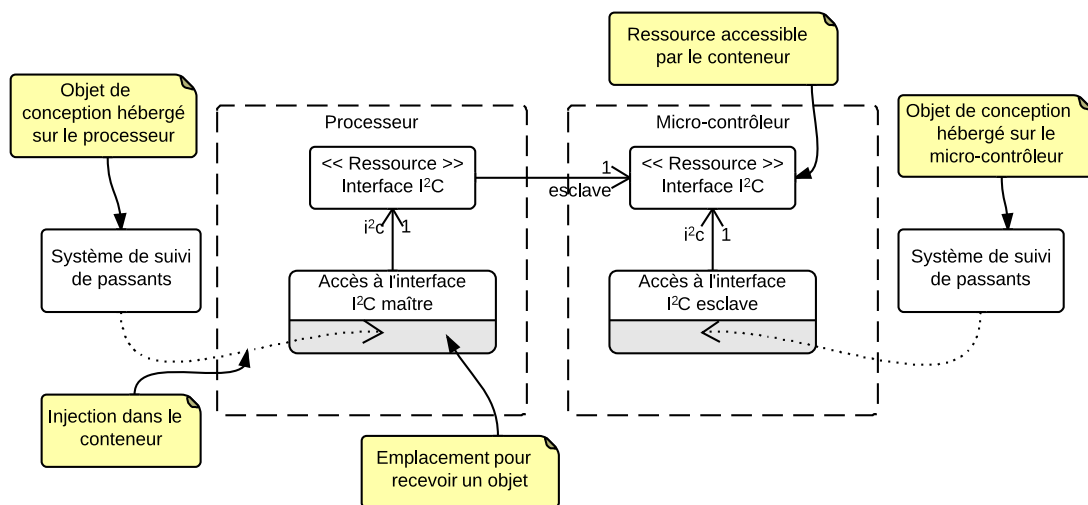 Ressource accessible
par le conteneur
Objet de
conception hébergé
sur le processeur
Processeur
Micro-contrôleur
Objet de conception
hébergé sur le
micro-contrôleur
<< Ressource >>
Interface I²C
1
esclave
<< Ressource >>
Interface I²C
i²c
1
i²c
1
Système de suivi
de passants
Accès à l'interface
I²C maître
Accès à l'interface
I²C esclave
Système de suivi
de passants
Injection dans le
conteneur
Emplacement pour
recevoir un objet